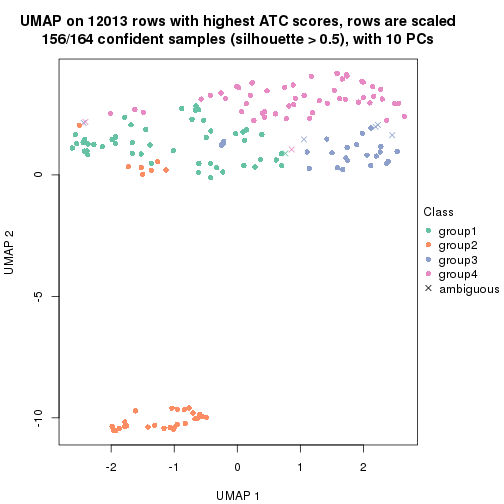 UMAP on 12013 rows with highest ATC scores, rows are scaled
156/164 confident samples (silhouette > 0.5), with 10 PCs
0
-5
-10
UMAP 2
-2
-1
0
1
2
UMAP 1
Class
group1
group2
group3
group4
ambiguous